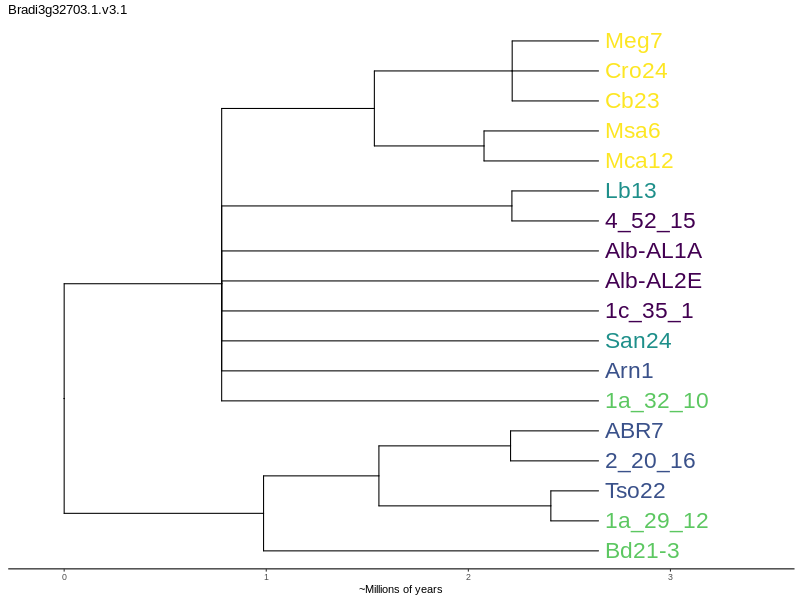 Bradi3g32703.1.v3.1
Meg7
Cro24
Cb23
Msa6
Mca12
Lb13
4_52_15
Alb-AL1A
Alb-AL2E
1c_35_1
San24
Arn1
1a_32_10
ABR7
2_20_16
Tso22
1a_29_12
Bd21-3
0 1 2 3
~Millions of years